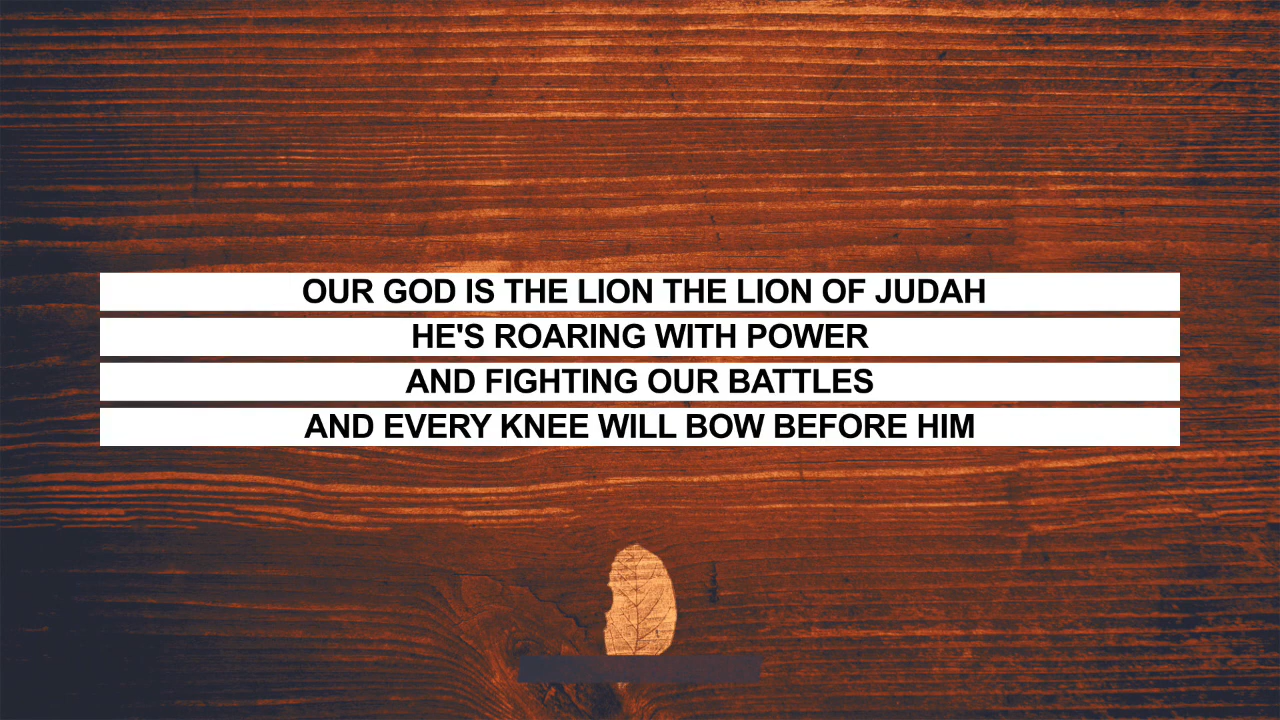 OUR GOD IS THE LION THE LION OF JUDAH
HE'S ROARING WITH POWER
AND FIGHTING OUR BATTLES
AND EVERY KNEE WILL BOW BEFORE HIM